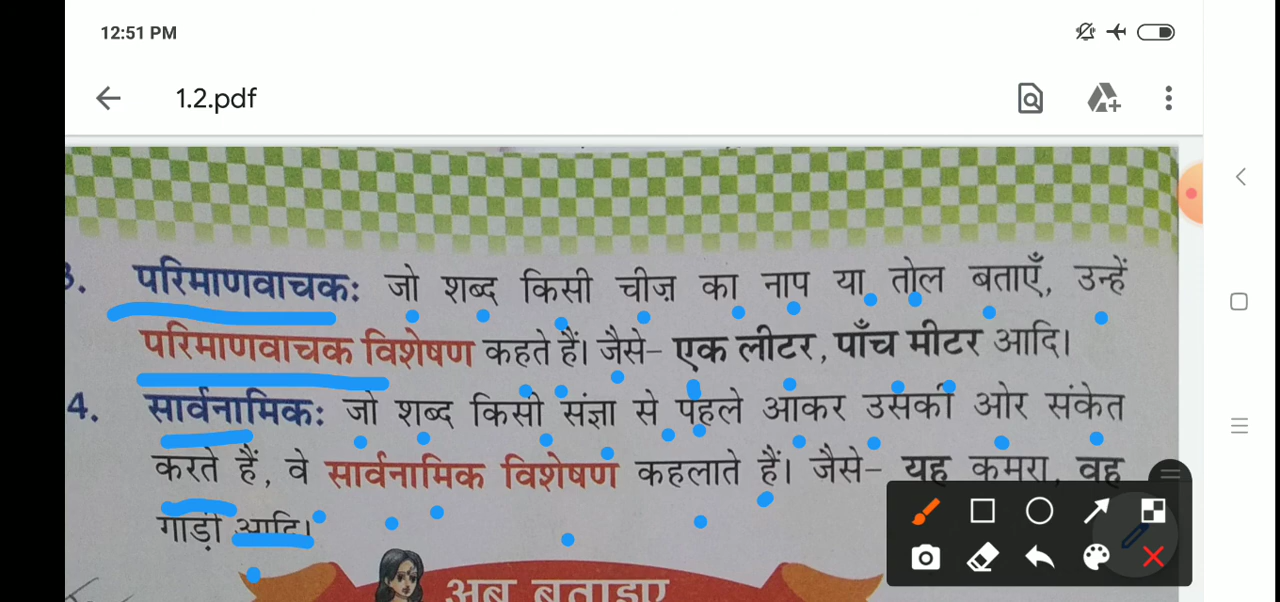 12:51 PM
1.2.pdf
3. परिमाणवाचकः जो शब्द किसी चीज़ का नाप या तोल बताएँ, उन्हें
परिमाणवाचक विशेषण कहते हैं। जैसे– एक लीटर, पाँच मीटर आदि।
4. सार्वनामिकः जो शब्द किसी संज्ञा से पहले आकर उसकी ओर संकेत
करते हैं, वे सार्वनामिक विशेषण कहलाते हैं। जैसे– यह कमरा, वह
गाड़ी आदि।
अब बताइए